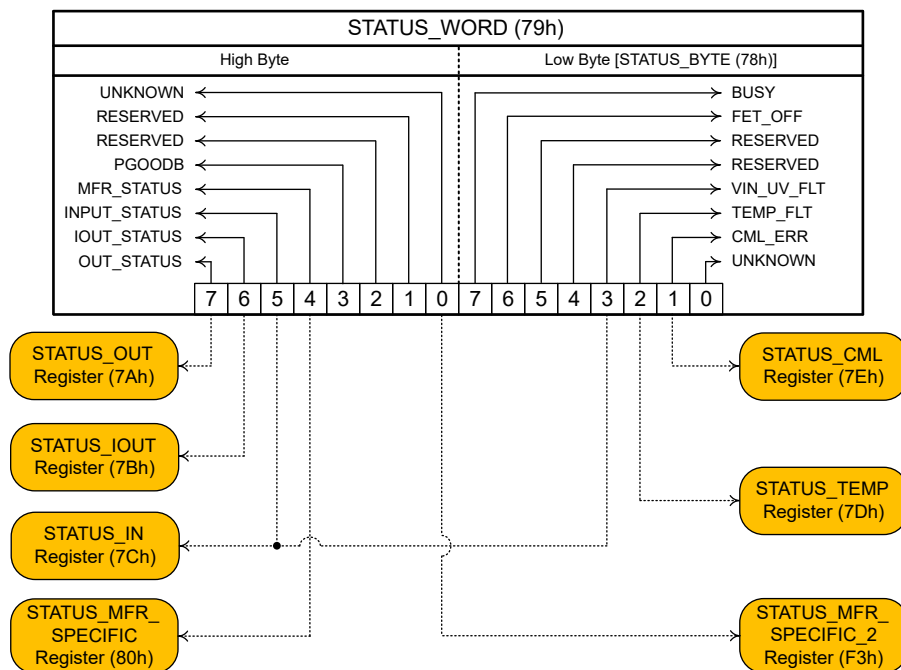 STATUS_WORD (79h)
High Byte
Low Byte [STATUS_BYTE (78h)]
UNKNOWN
BUSY
RESERVED
FET_OFF
RESERVED
RESERVED
PGOODB
RESERVED
MFR_STATUS
VIN_UV_FLT
INPUT_STATUS
TEMP_FLT
IOUT_STATUS
CML_ERR
OUT_STATUS
UNKNOWN
7 6 5 4 3 2 1 0 7 6 5 4 3 2 1 0
STATUS_OUT
Register (7Ah)
STATUS_CML
Register (7Eh)
STATUS_IOUT
Register (7Bh)
STATUS_TEMP
Register (7Dh)
STATUS_IN
Register (7Ch)
STATUS_MFR_
SPECIFIC
Register (80h)
STATUS_MFR_
SPECIFIC_2
Register (F3h)